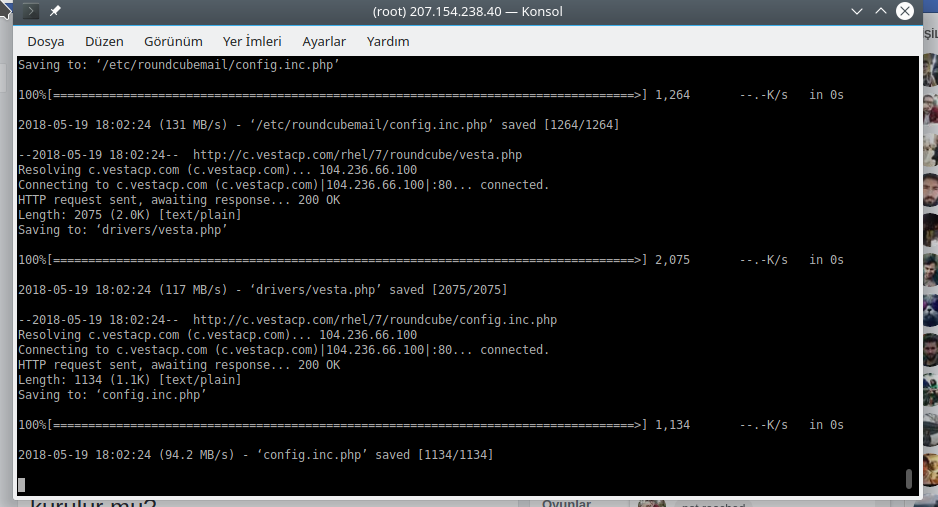 (root) 207.154.238.40 — Konsol
Dosya Düzen Görünüm Yer İmleri Ayarlar Yardım
Saving to: ‘/etc/roundcubemail/config.inc.php’
100%[===================================================================================>] 1,264 --.-K/s in 0s
2018-05-19 18:02:24 (131 MB/s) - ‘/etc/roundcubemail/config.inc.php’ saved [1264/1264]
--2018-05-19 18:02:24-- http://c.vestacp.com/rhel/7/roundcube/vesta.php
Resolving c.vestacp.com (c.vestacp.com)... 104.236.66.100
Connecting to c.vestacp.com (c.vestacp.com)|104.236.66.100|:80... connected.
HTTP request sent, awaiting response... 200 OK
Length: 2075 (2.0K) [text/plain]
Saving to: ‘drivers/vesta.php’
100%[===================================================================================>] 2,075 --.-K/s in 0s
2018-05-19 18:02:24 (117 MB/s) - ‘drivers/vesta.php’ saved [2075/2075]
--2018-05-19 18:02:24-- http://c.vestacp.com/rhel/7/roundcube/config.inc.php
Resolving c.vestacp.com (c.vestacp.com)... 104.236.66.100
Connecting to c.vestacp.com (c.vestacp.com)|104.236.66.100|:80... connected.
HTTP request sent, awaiting response... 200 OK
Length: 1134 (1.1K) [text/plain]
Saving to: ‘config.inc.php’
100%[===================================================================================>] 1,134 --.-K/s in 0s
2018-05-19 18:02:24 (94.2 MB/s) - ‘config.inc.php’ saved [1134/1134]
kurulur mu?
Oyunlar